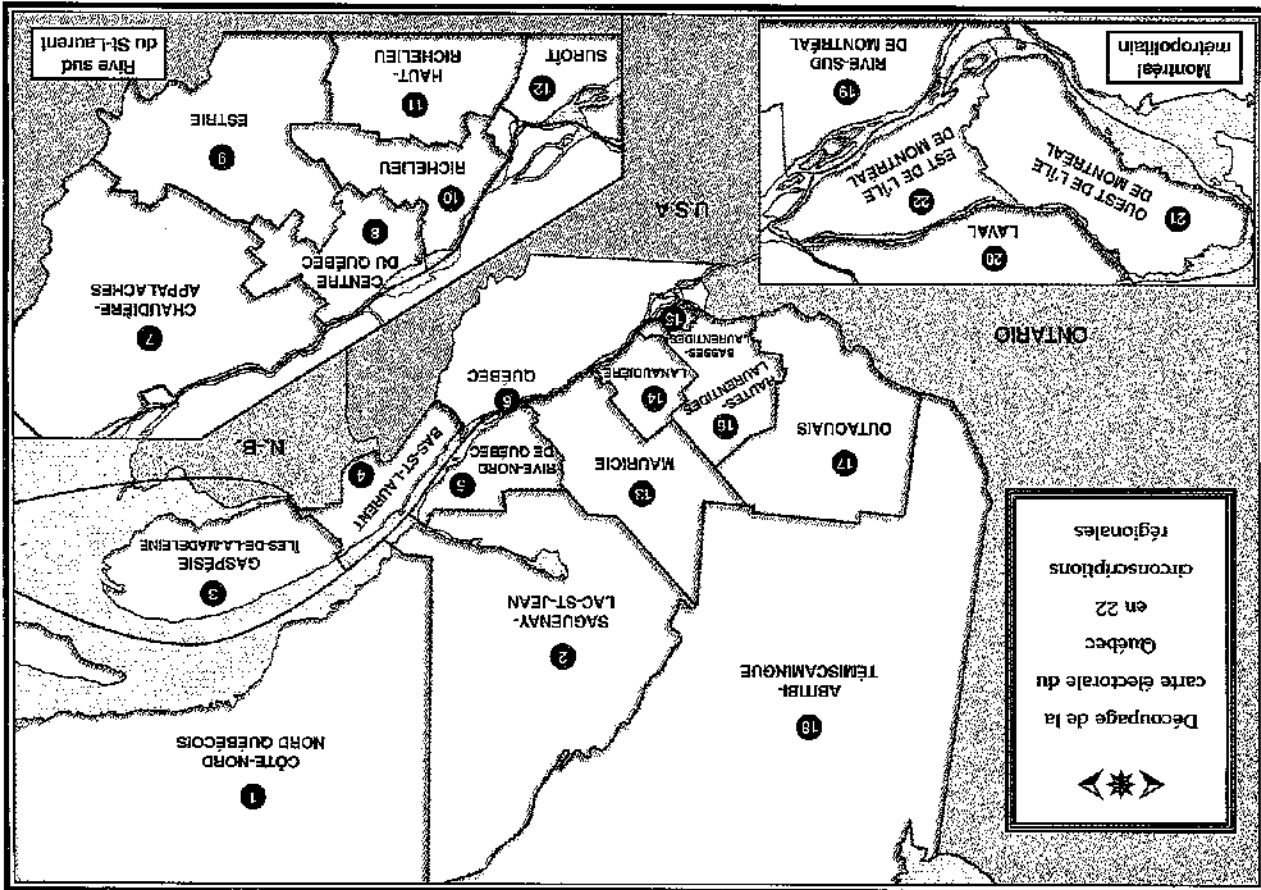 Découpage de la
carte électorale du
Québec
en 22
circonscriptions
régionales
1
CÔTE-NORD
NORD QUÉBÉCOIS
2
SAGUENAY-
LAC-ST-JEAN
3
GASPÉSIE
ÎLES-DE-LA-MADELEINE
4
BAS-ST-LAURENT
5
RIVE-NORD
DE QUÉBEC
6
QUÉBEC
13
MAURICIE
14
LANAUDIÈRE
15
BASSES-
LAURENTIDES
16
HAUTES-
LAURENTIDES
17
OUTAOUAIS
18
ABITIBI-
TÉMISCAMINGUE
ONTARIO
U.S.A
N.-B.
Montréal
métropolitain
19
RIVE-SUD
DE MONTRÉAL
20
LAVAL
21
OUEST DE L'ÎLE
DE MONTRÉAL
22
EST DE L'ÎLE
DE MONTRÉAL
Rive sud
du St-Laurent
7
CHAUDIÈRE-
APPALACHES
8
CENTRE
DU QUÉBEC
9
ESTRIE
10
RICHELIEU
11
HAUT-
RICHELIEU
12
SUROÎT